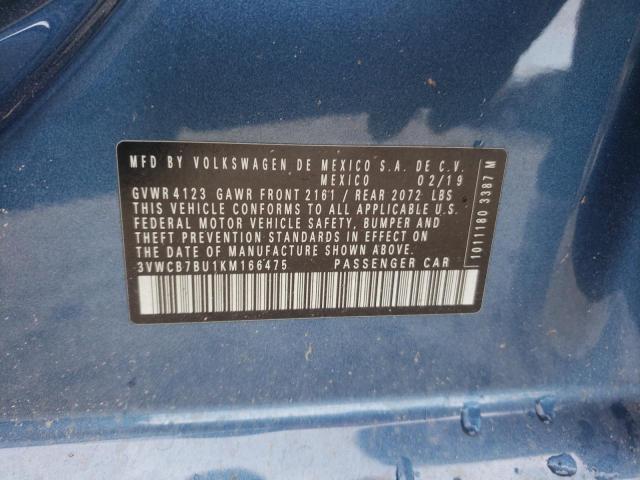 MFD BY VOLKSWAGEN DE MEXICO S.A. DE C.V.
MEXICO 02/19
GVWR 4123 GAWR FRONT 2161 / REAR 2072 LBS
THIS VEHICLE CONFORMS TO ALL APPLICABLE U.S.
FEDERAL MOTOR VEHICLE SAFETY, BUMPER AND
THEFT PREVENTION STANDARDS IN EFFECT ON
THE DATE OF MANUFACTURE SHOWN ABOVE.
3VWCB7BU1KM166475 PASSENGER CAR
1011180 3387 M